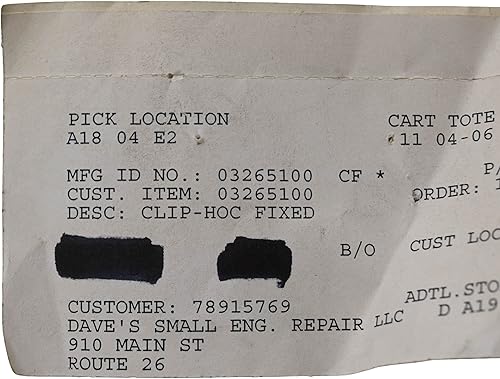 PICK LOCATION CART TOTE
A18 04 E2 11 04-06
MFG ID NO.: 03265100 CF *
CUST. ITEM: 03265100 ORDER:
DESC: CLIP-HOC FIXED
B/O CUST LOC
CUSTOMER: 78915769 ADTL.STO
DAVE'S SMALL ENG. REPAIR LLC D A19
910 MAIN ST
ROUTE 26